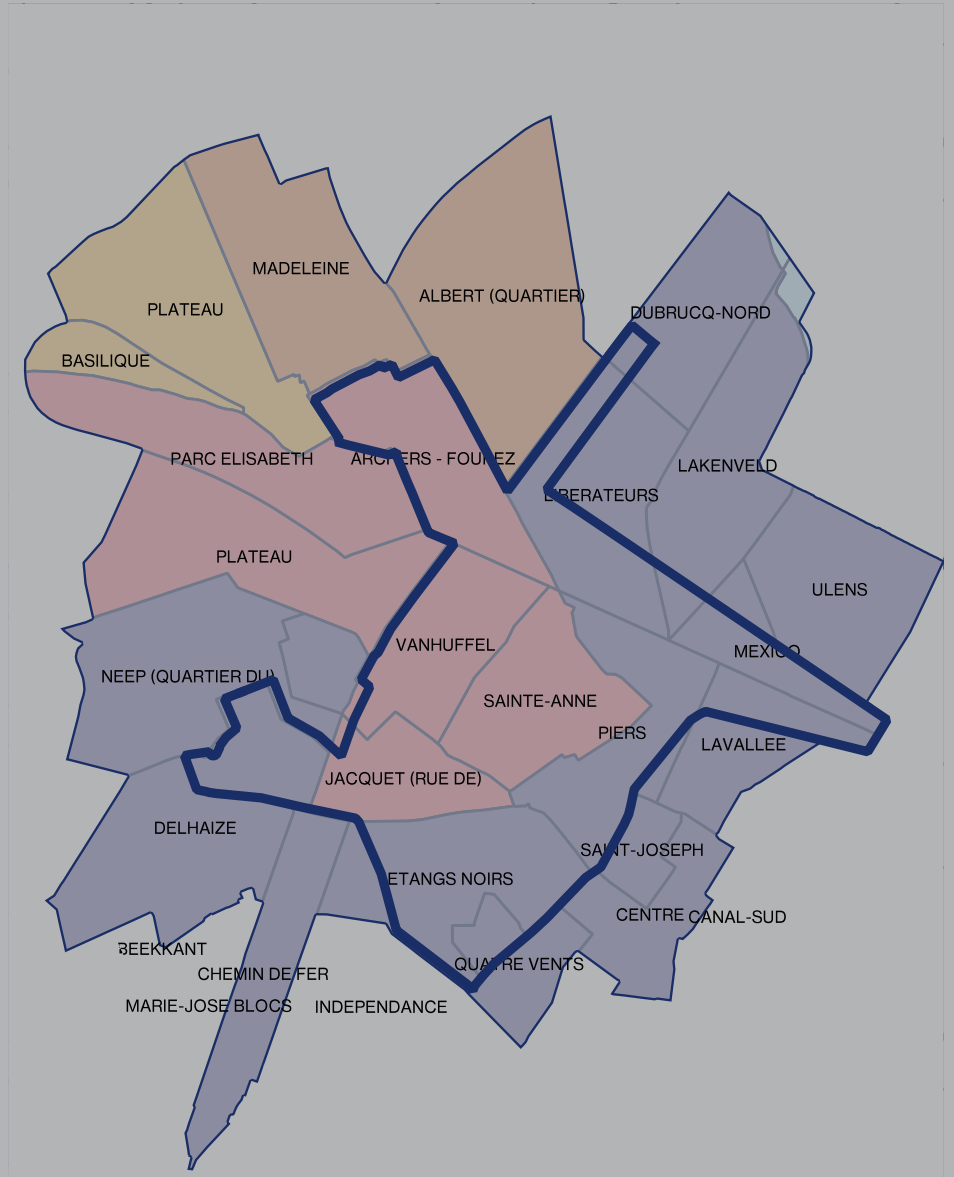 MADELEINE
ALBERT (QUARTIER)
PLATEAU
DUBRUCQ-NORD
BASILIQUE
PARC ELISABETH
ARCHERS - FOUREZ
LAKENVELD
LIBERATEURS
PLATEAU
ULENS
VANHUFFEL
MEXICO
NEEP (QUARTIER DU)
SAINTE-ANNE
PIERS
LAVALLEE
JACQUET (RUE DE)
DELHAIZE
SAINT-JOSEPH
ETANGS NOIRS
CENTRE
CANAL-SUD
BEEKKANT
QUATRE VENTS
CHEMIN DE FER
MARIE-JOSE BLOCS
INDEPENDANCE